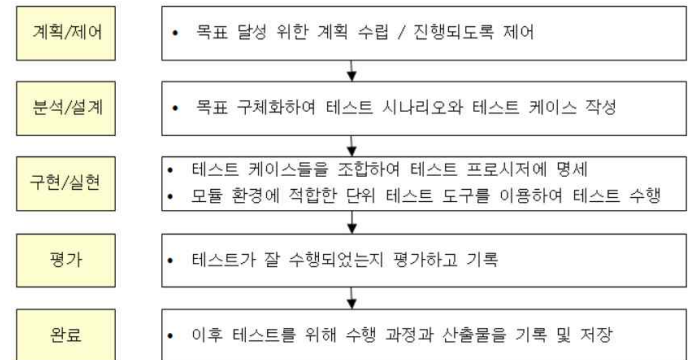 계획/제어
• 목표 달성 위한 계획 수립 / 진행되도록 제어
분석/설계
• 목표 구체화하여 테스트 시나리오와 테스트 케이스 작성
구현/실현
• 테스트 케이스들을 조합하여 테스트 프로시저에 명세
• 모듈 환경에 적합한 단위 테스트 도구를 이용하여 테스트 수행
평가
• 테스트가 잘 수행되었는지 평가하고 기록
완료
• 이후 테스트를 위해 수행 과정과 산출물을 기록 및 저장